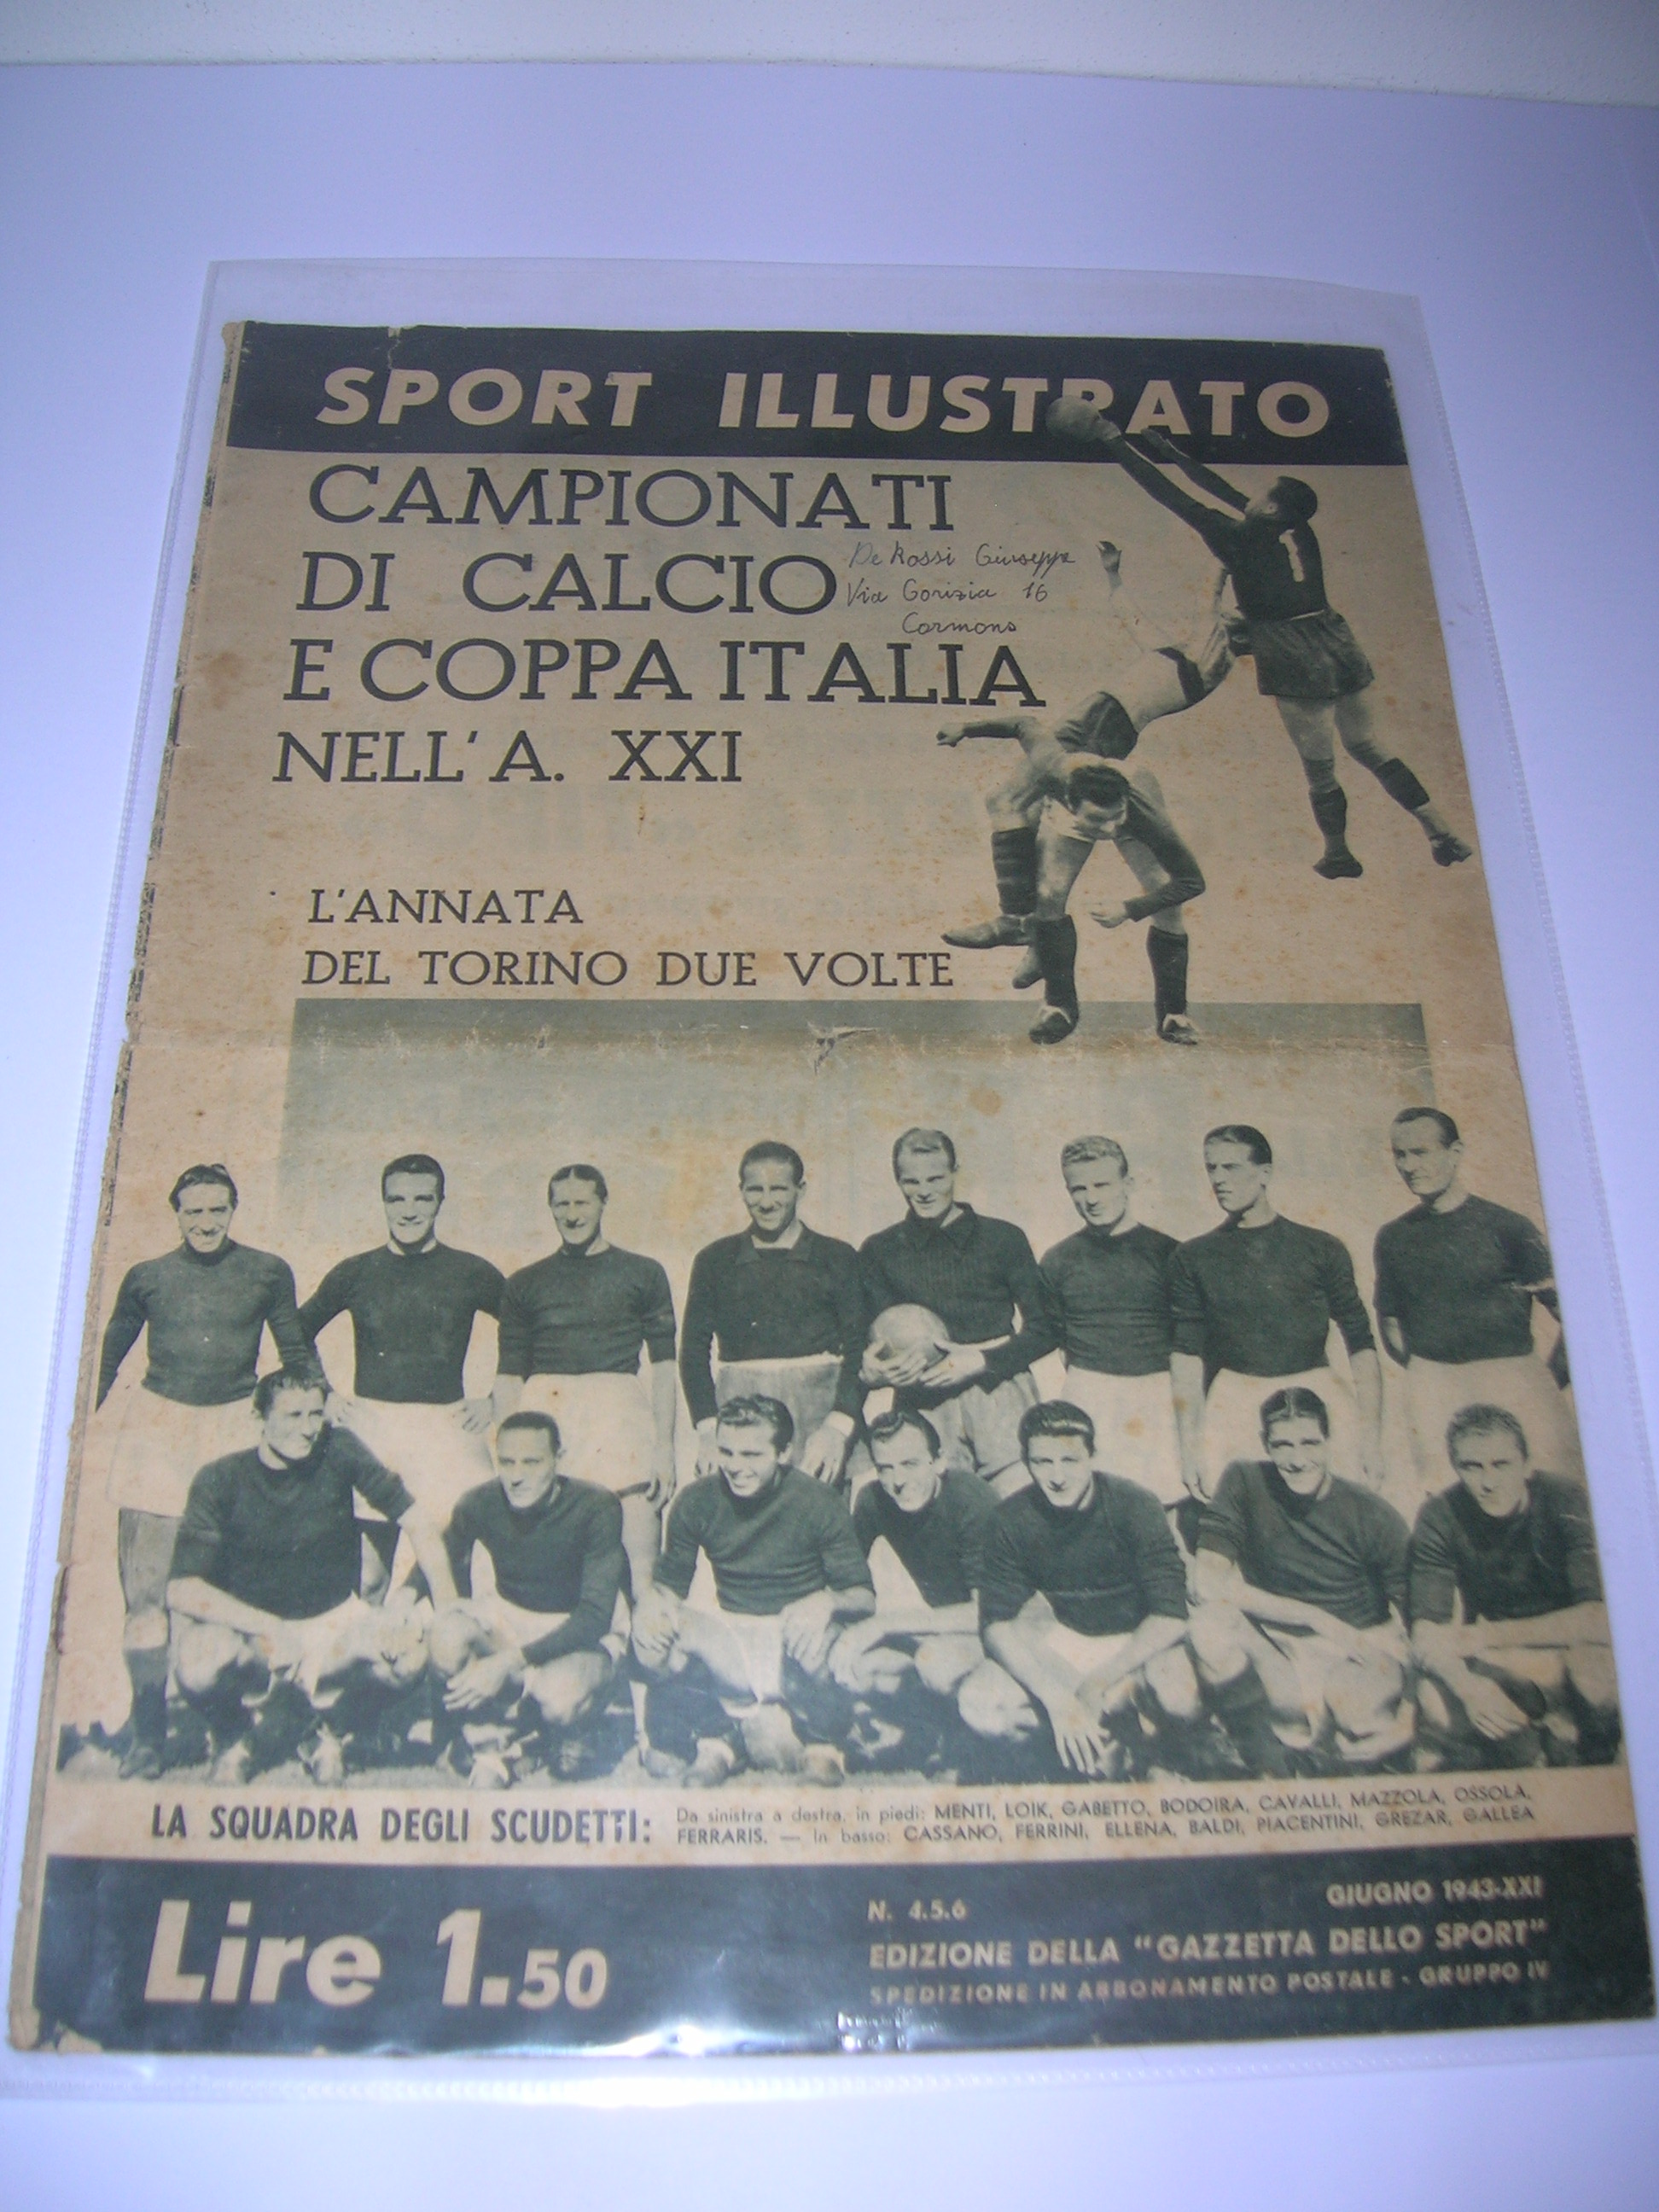 SPORT ILLUSTRATO
CAMPIONATI
DI CALCIO
E COPPA ITALIA
NELL'A. XXI
De Rossi Giuseppe
Via Gorizia 16
Cormons
1
L'ANNATA
DEL TORINO DUE VOLTE
LA SQUADRA DEGLI SCUDETTI: Da sinistra a destra, in piedi: MENTI, LOIK, GABETTO, BODOIRA, CAVALLI, MAZZOLA, OSSOLA,
FERRARIS. — In basso: CASSANO, FERRINI, ELLENA, BALDI, PIACENTINI, GREZAR, GALLEA
Lire 1.50
N. 4.5.6 GIUGNO 1943-XXI
EDIZIONE DELLA "GAZZETTA DELLO SPORT"
SPEDIZIONE IN ABBONAMENTO POSTALE - GRUPPO IV